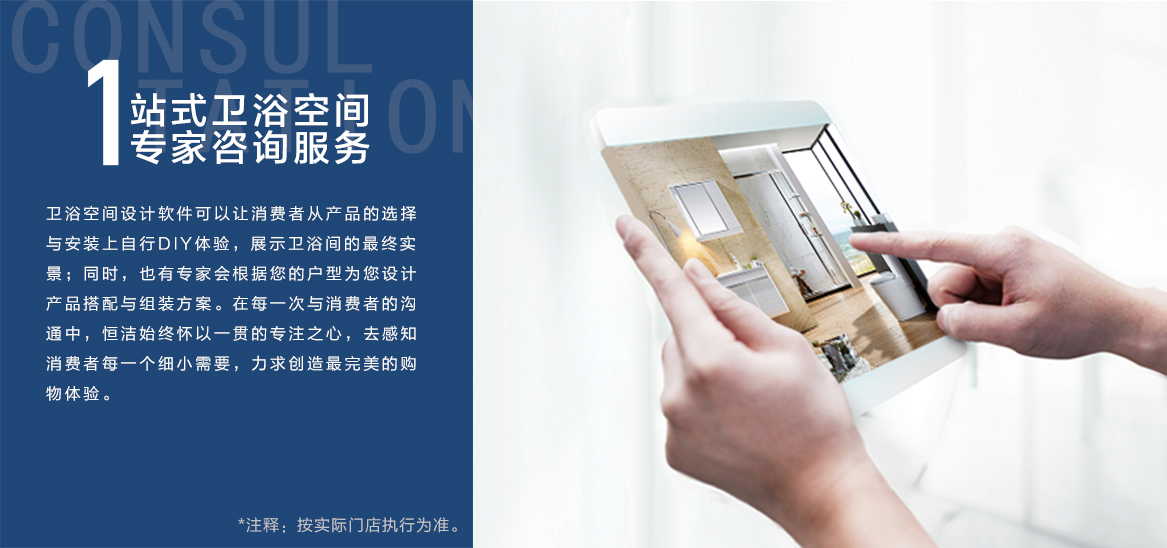 CONSUL
TATION
1站式卫浴空间
专家咨询服务
卫浴空间设计软件可以让消费者从产品的选择
与安装上自行DIY体验，展示卫浴间的最终实
景；同时，也有专家会根据您的户型为您设计
产品搭配与组装方案。在每一次与消费者的沟
通中，恒洁始终怀以一贯的专注之心，去感知
消费者每一个细小需要，力求创造最完美的购
物体验。
*注释：按实际门店执行为准。